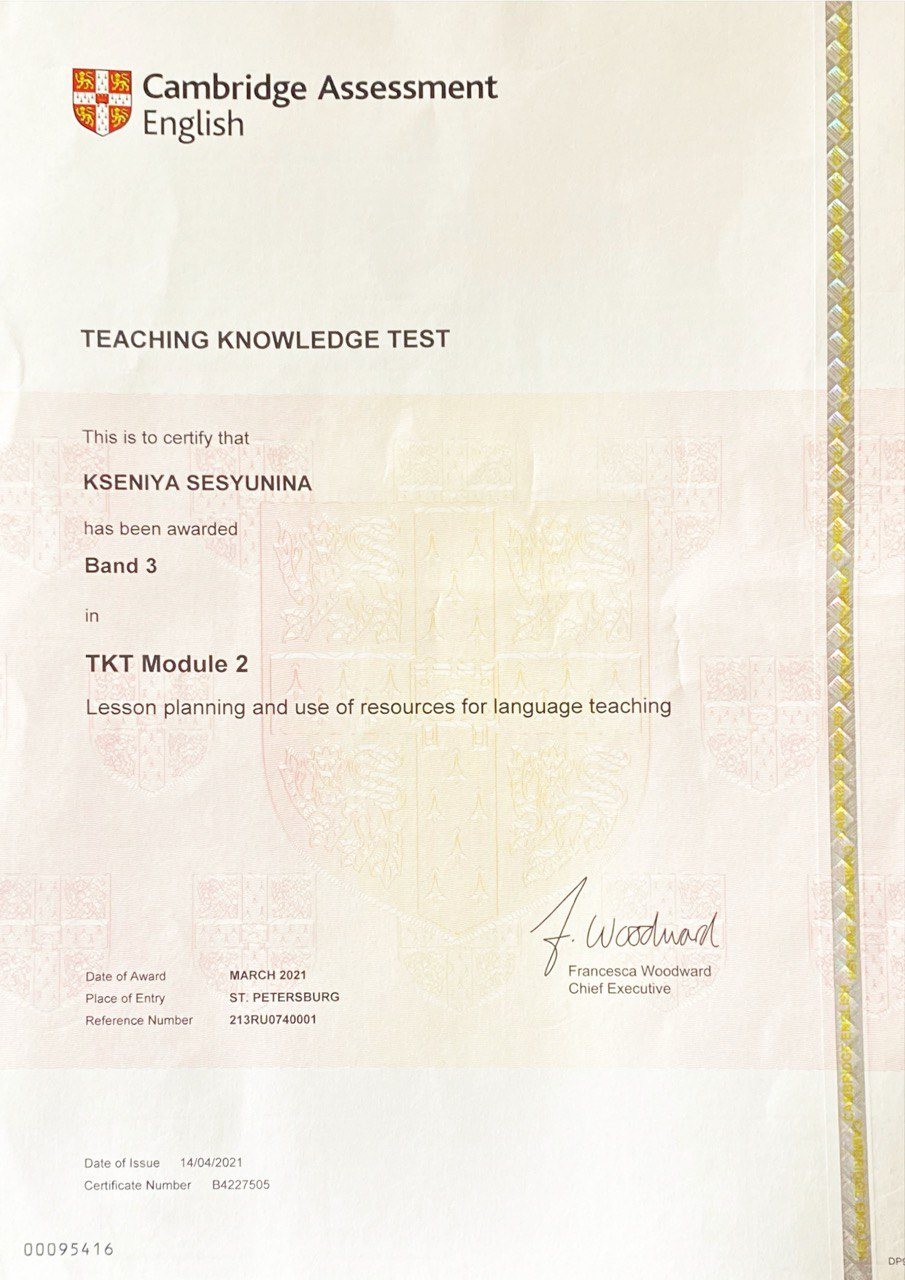 Cambridge Assessment
English
TEACHING KNOWLEDGE TEST
This is to certify that
KSENIYA SESYUNINA
has been awarded
Band 3
in
TKT Module 2
Lesson planning and use of resources for language teaching
F. Woodward
Francesca Woodward
Chief Executive
Date of Award MARCH 2021
Place of Entry ST. PETERSBURG
Reference Number 213RU0740001
Date of Issue 14/04/2021
Certificate Number B4227505
00095416